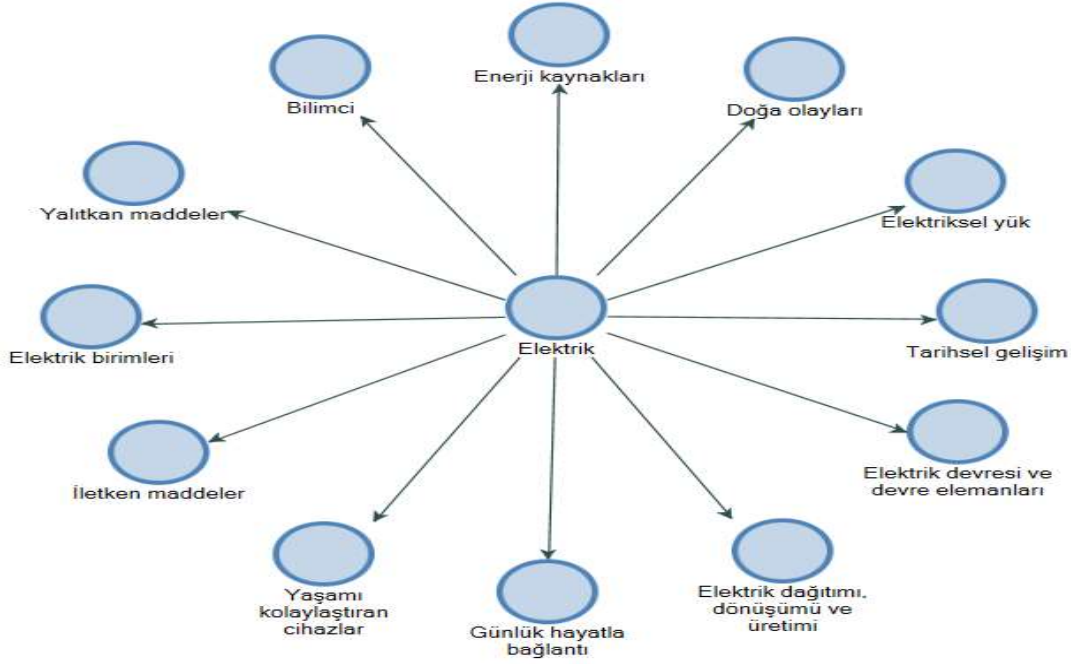 Enerji kaynakları
Bilimci
Doğa olayları
Yalıtkan maddeler
Elektriksel yük
Elektrik
Elektrik birimleri
Tarihsel gelişim
İletken maddeler
Elektrik devresi ve
devre elemanları
Yaşamı
kolaylaştıran
cihazlar
Günlük hayatla
bağlantı
Elektrik dağıtımı,
dönüşümü ve
üretimi